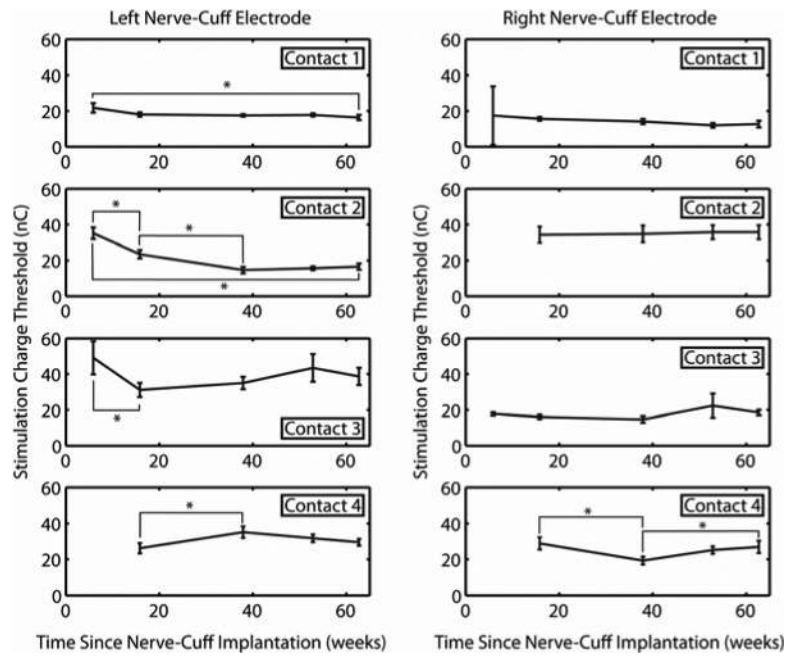 Left Nerve-Cuff Electrode
Right Nerve-Cuff Electrode
Stimulation Charge Threshold (nC)
Stimulation Charge Threshold (nC)
60
40
20
0
Contact 1
*
0 20 40 60
60
40
20
0
Contact 1
0 20 40 60
60
40
20
0
Contact 2
*
*
*
0 20 40 60
60
40
20
0
Contact 2
0 20 40 60
60
40
20
0
*
Contact 3
0 20 40 60
60
40
20
0
Contact 3
0 20 40 60
60
40
20
0
Contact 4
*
0 20 40 60
60
40
20
0
Contact 4
*
*
0 20 40 60
Time Since Nerve-Cuff Implantation (weeks)
Time Since Nerve-Cuff Implantation (weeks)